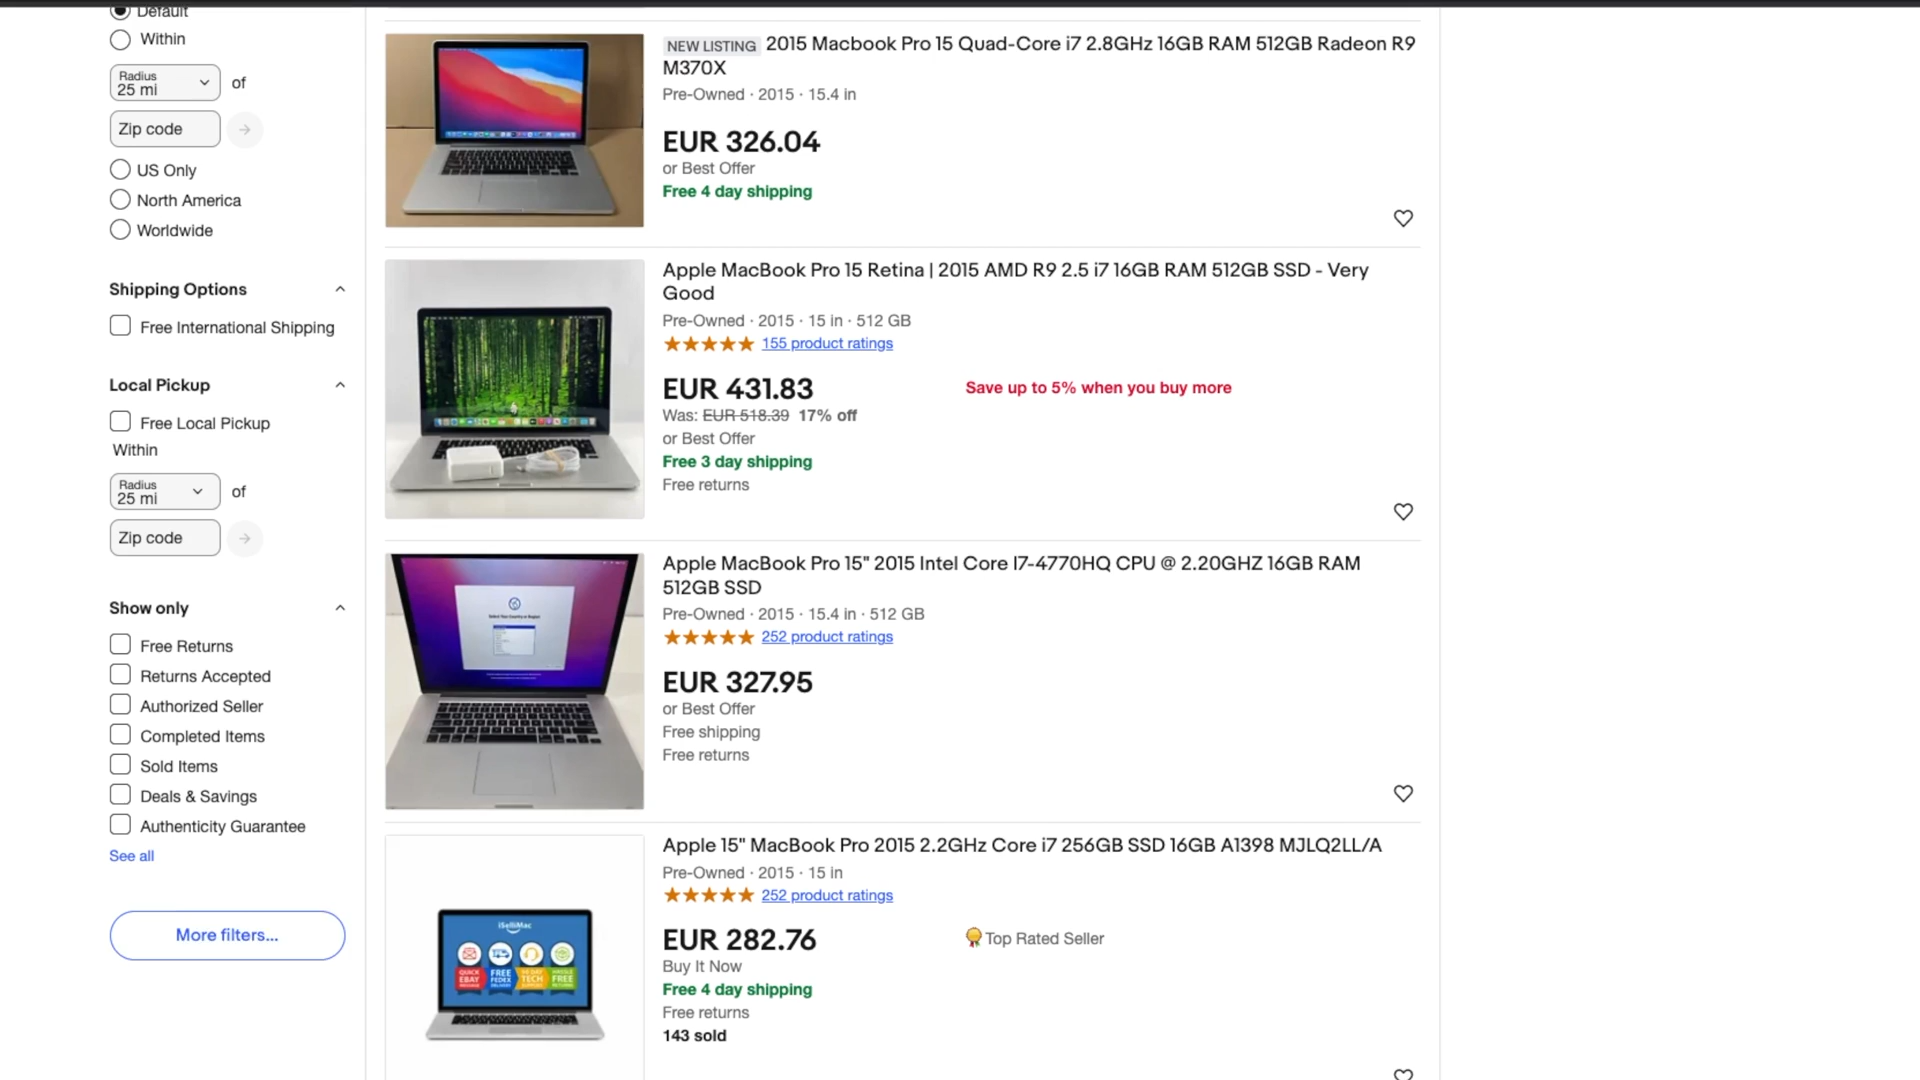 Default
Within
Radius
25 mi
of
Zip code
US Only
North America
Worldwide
Shipping Options
Free International Shipping
Local Pickup
Free Local Pickup
Within
Radius
25 mi
of
Zip code
Show only
Free Returns
Returns Accepted
Authorized Seller
Completed Items
Sold Items
Deals & Savings
Authenticity Guarantee
See all
More filters...
NEW LISTING 2015 Macbook Pro 15 Quad-Core i7 2.8GHz 16GB RAM 512GB Radeon R9
M370X
Pre-Owned · 2015 · 15.4 in
EUR 326.04
or Best Offer
Free 4 day shipping
Apple MacBook Pro 15 Retina | 2015 AMD R9 2.5 i7 16GB RAM 512GB SSD - Very
Good
Pre-Owned · 2015 · 15 in · 512 GB
155 product ratings
EUR 431.83
Save up to 5% when you buy more
Was: EUR 518.39 17% off
or Best Offer
Free 3 day shipping
Free returns
Apple MacBook Pro 15" 2015 Intel Core I7-4770HQ CPU @ 2.20GHZ 16GB RAM
512GB SSD
Pre-Owned · 2015 · 15.4 in · 512 GB
252 product ratings
EUR 327.95
or Best Offer
Free shipping
Free returns
Apple 15" MacBook Pro 2015 2.2GHz Core i7 256GB SSD 16GB A1398 MJLQ2LL/A
Pre-Owned · 2015 · 15 in
252 product ratings
EUR 282.76
Top Rated Seller
Buy It Now
Free 4 day shipping
Free returns
143 sold
iSelliMac
QUICK FREE TECH FREE
EBAY FEDEX